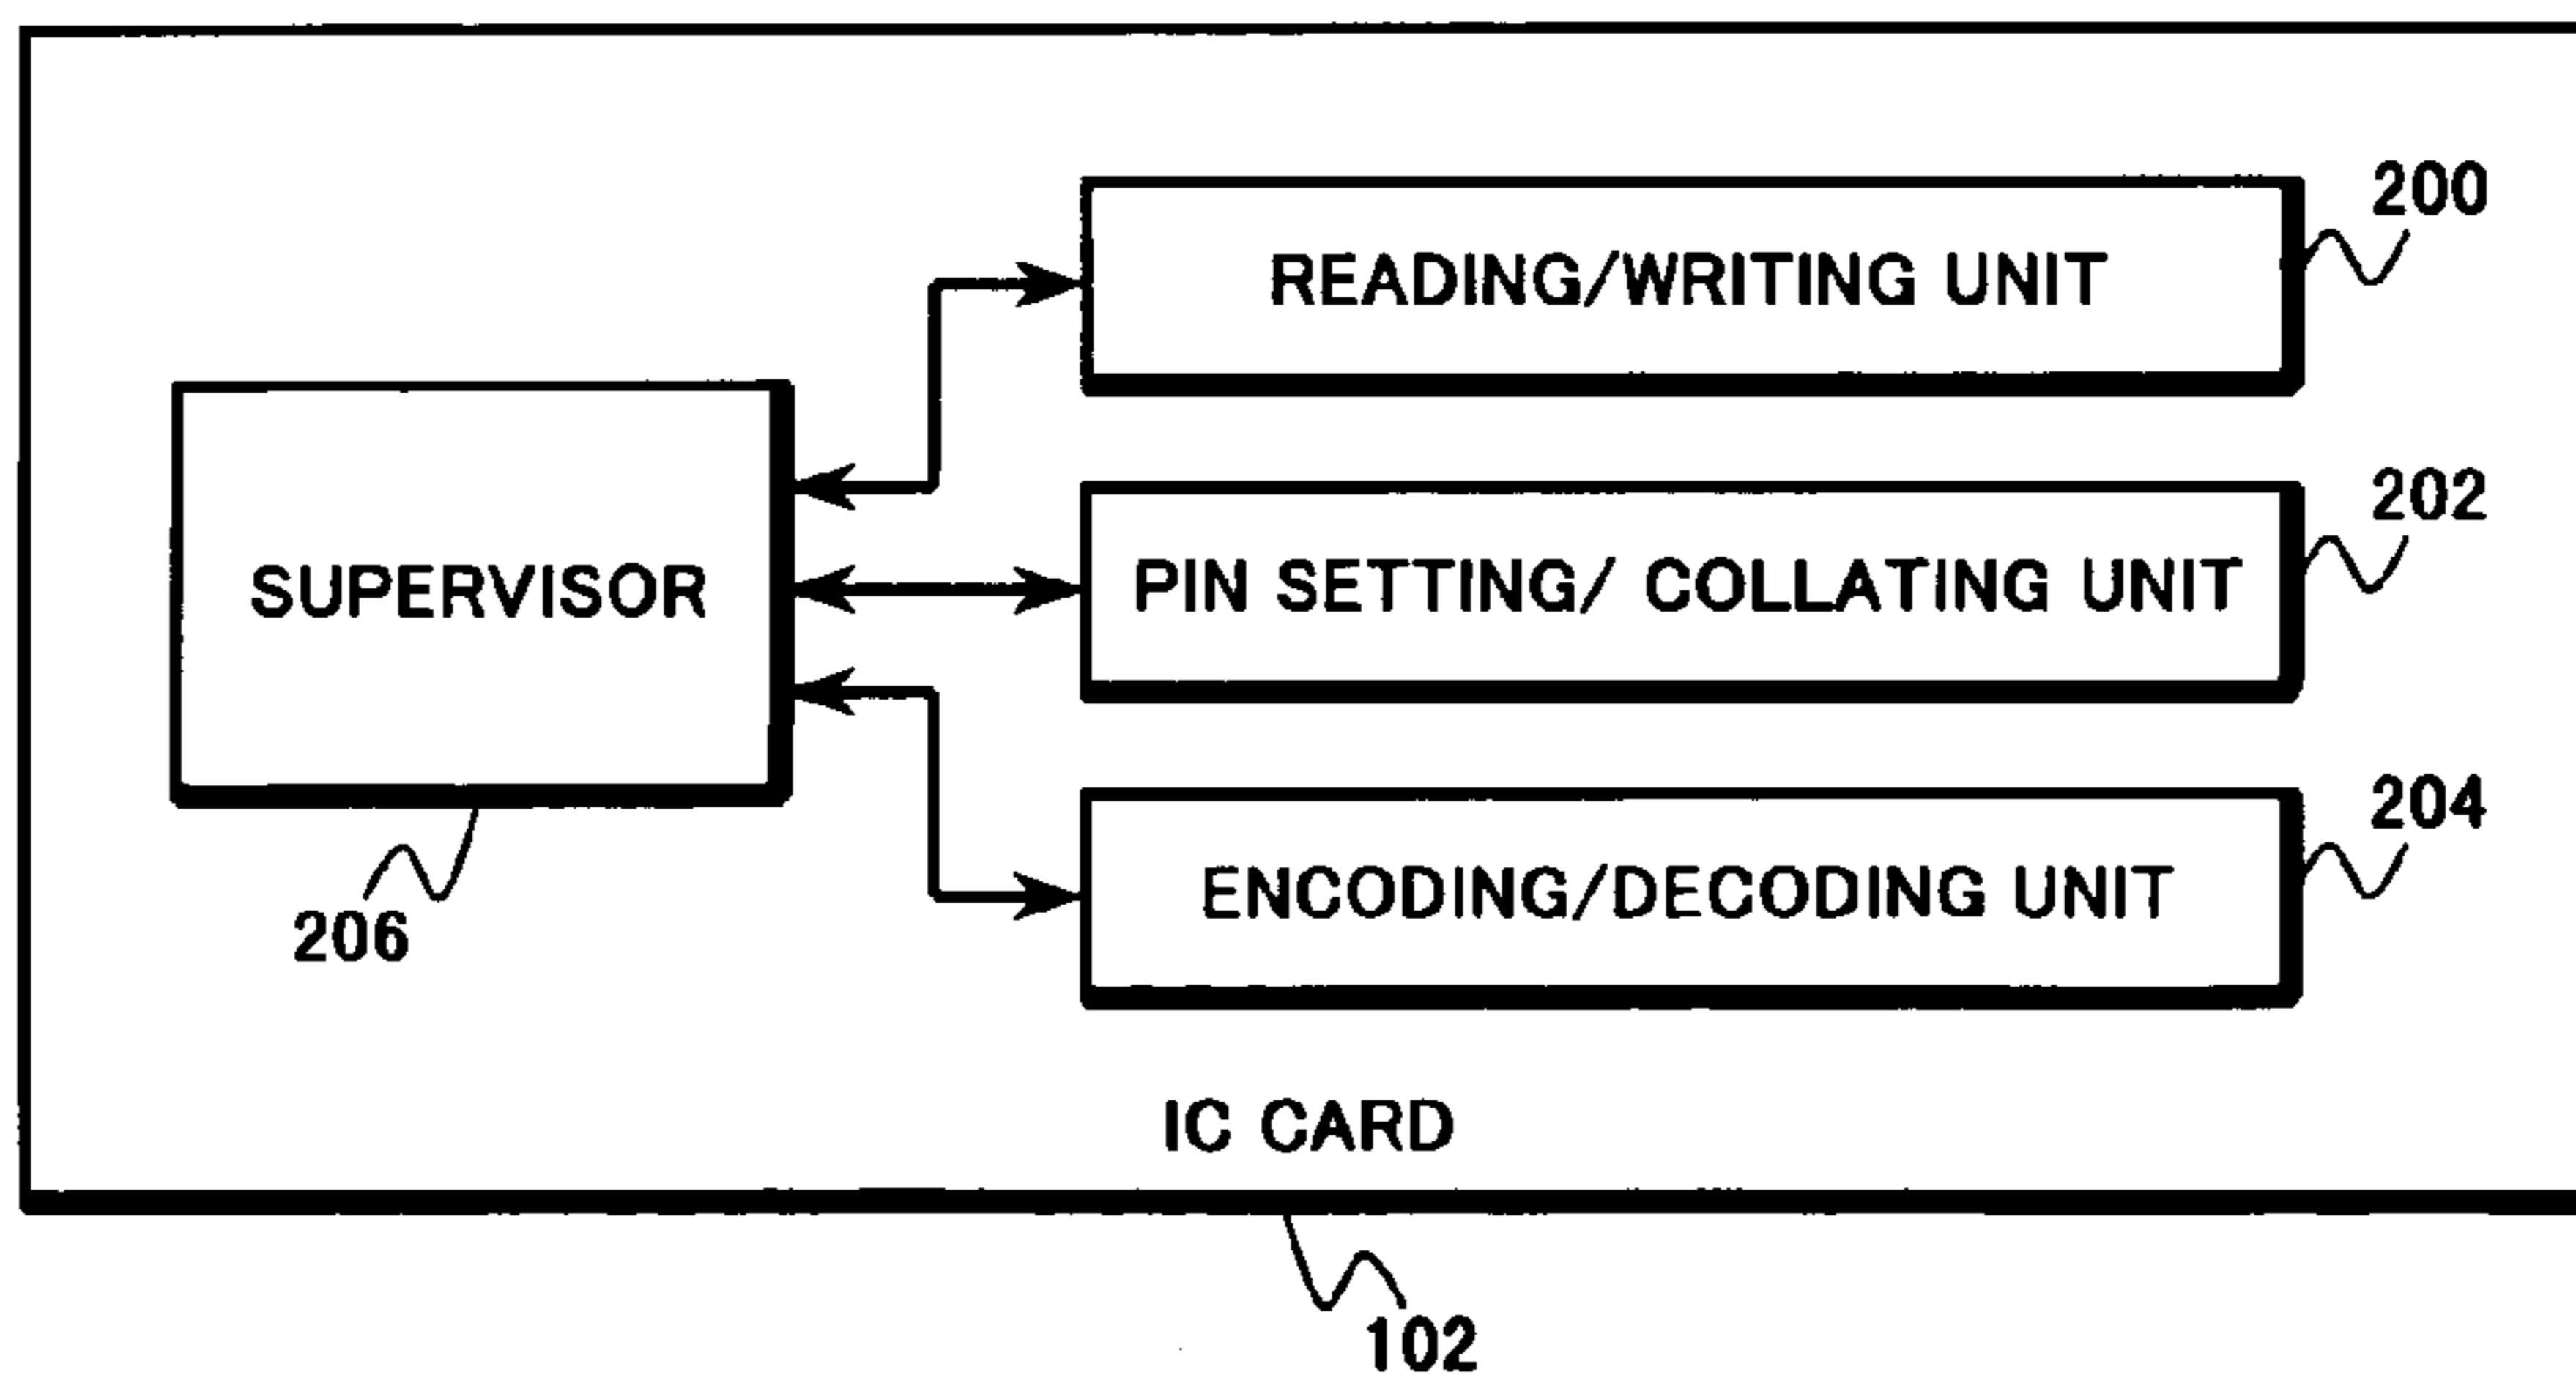 200
READING/WRITING UNIT
202
SUPERVISOR
PIN SETTING/ COLLATING UNIT
204
ENCODING/DECODING UNIT
206
IC CARD
102